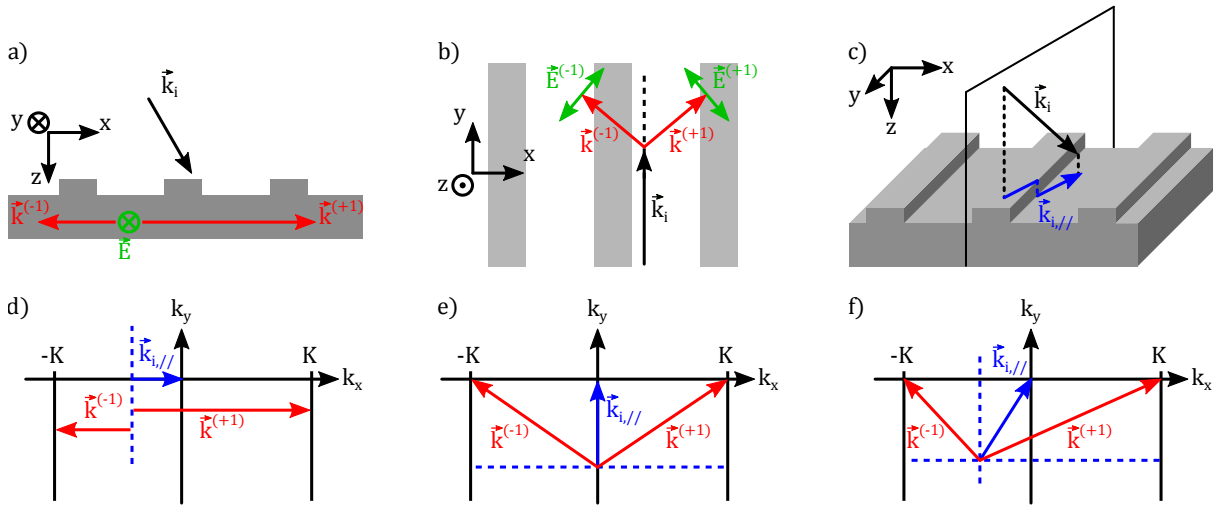 a)
k⃗ᵢ
y
x
z
k⃗⁽⁻¹⁾
k⃗⁽⁺¹⁾
E⃗
b)
E⃗⁽⁻¹⁾
E⃗⁽⁺¹⁾
k⃗⁽⁻¹⁾
k⃗⁽⁺¹⁾
y
x
z
k⃗ᵢ
c)
x
y
z
k⃗ᵢ
k⃗i,//
d)
ky
-K
K
k⃗i,//
kx
k⃗⁽⁻¹⁾
k⃗⁽⁺¹⁾
e)
ky
-K
K
kx
k⃗i,//
k⃗⁽⁻¹⁾
k⃗⁽⁺¹⁾
f)
ky
-K
K
k⃗i,//
kx
k⃗⁽⁻¹⁾
k⃗⁽⁺¹⁾